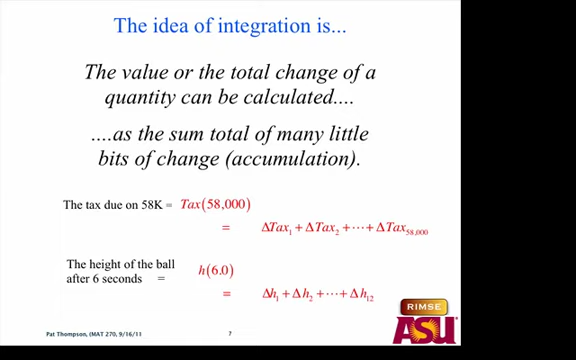 The idea of integration is...
The value or the total change of a
quantity can be calculated....
....as the sum total of many little
bits of change (accumulation).
The tax due on 58K = Tax(58,000)
= ΔTax₁ + ΔTax₂ + ⋯ + ΔTax₅₈,₀₀₀
The height of the ball
after 6 seconds = h(6.0)
= Δh₁ + Δh₂ + ⋯ + Δh₁₂
RIMSE
ASU
Pat Thompson, (MAT 270, 9/16/11 7